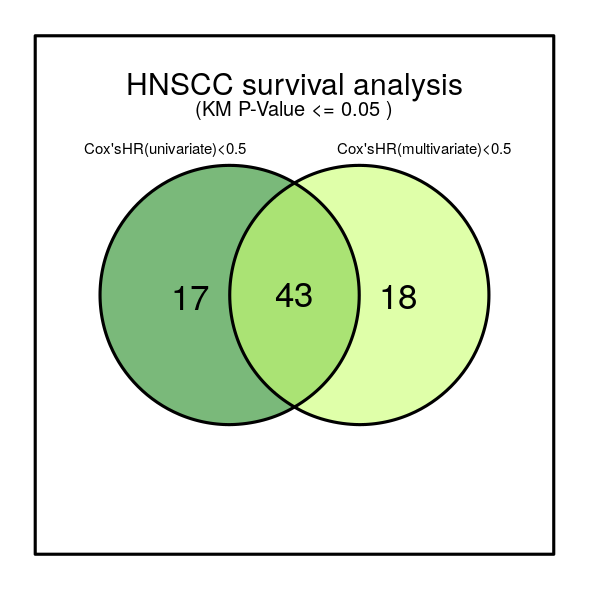 HNSCC survival analysis
(KM P-Value <= 0.05 )
Cox'sHR(univariate)<0.5 Cox'sHR(multivariate)<0.5
17 43 18